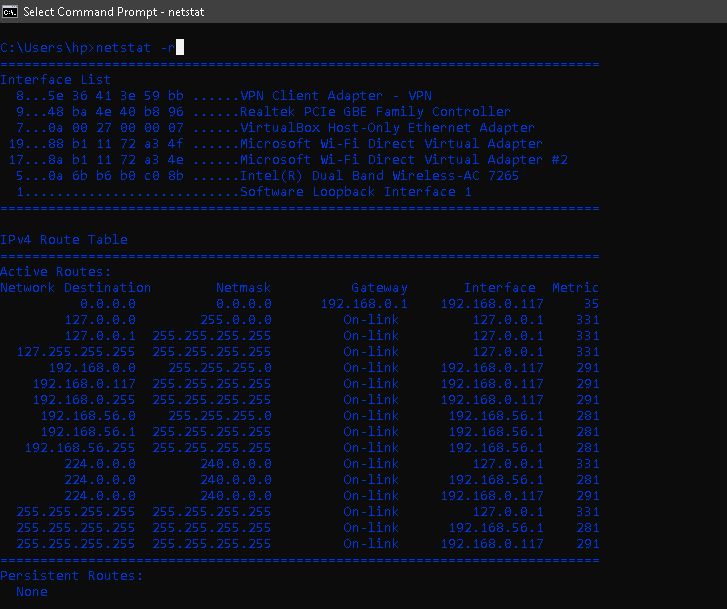 Select Command Prompt - netstat
C:\Users\hp>netstat -r
===========================================================================
Interface List
  8...5e 36 41 3e 59 bb ......VPN Client Adapter - VPN
  9...48 ba 4e 40 b8 96 ......Realtek PCIe GBE Family Controller
  7...0a 00 27 00 00 07 ......VirtualBox Host-Only Ethernet Adapter
 19...88 b1 11 72 a3 4f ......Microsoft Wi-Fi Direct Virtual Adapter
 17...8a b1 11 72 a3 4e ......Microsoft Wi-Fi Direct Virtual Adapter #2
  5...0a 6b b6 b0 c0 8b ......Intel(R) Dual Band Wireless-AC 7265
  1...........................Software Loopback Interface 1
===========================================================================
IPv4 Route Table
===========================================================================
Active Routes:
Network Destination        Netmask          Gateway       Interface  Metric
          0.0.0.0          0.0.0.0      192.168.0.1    192.168.0.117     35
        127.0.0.0        255.0.0.0         On-link         127.0.0.1    331
        127.0.0.1  255.255.255.255         On-link         127.0.0.1    331
  127.255.255.255  255.255.255.255         On-link         127.0.0.1    331
      192.168.0.0    255.255.255.0         On-link     192.168.0.117    291
    192.168.0.117  255.255.255.255         On-link     192.168.0.117    291
    192.168.0.255  255.255.255.255         On-link     192.168.0.117    291
     192.168.56.0    255.255.255.0         On-link      192.168.56.1    281
     192.168.56.1  255.255.255.255         On-link      192.168.56.1    281
   192.168.56.255  255.255.255.255         On-link      192.168.56.1    281
        224.0.0.0        240.0.0.0         On-link         127.0.0.1    331
        224.0.0.0        240.0.0.0         On-link      192.168.56.1    281
        224.0.0.0        240.0.0.0         On-link     192.168.0.117    291
  255.255.255.255  255.255.255.255         On-link         127.0.0.1    331
  255.255.255.255  255.255.255.255         On-link      192.168.56.1    281
  255.255.255.255  255.255.255.255         On-link     192.168.0.117    291
===========================================================================
Persistent Routes:
  None